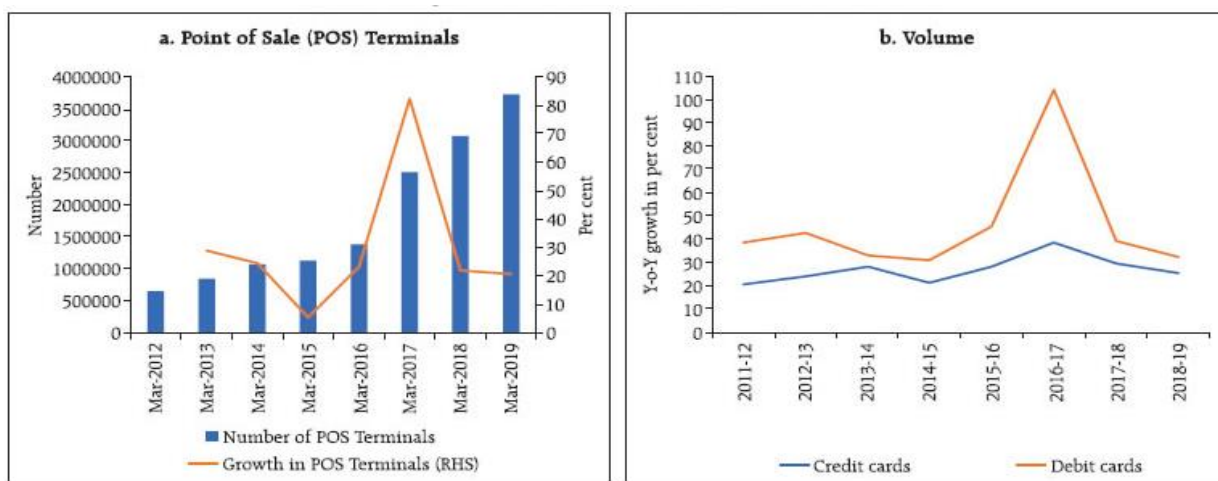 a. Point of Sale (POS) Terminals
4000000
3500000
3000000
2500000
2000000
1500000
1000000
500000
0
Number
90
80
70
60
50
40
30
20
10
0
Per cent
Mar-2012
Mar-2013
Mar-2014
Mar-2015
Mar-2016
Mar-2017
Mar-2018
Mar-2019
Number of POS Terminals
Growth in POS Terminals (RHS)
b. Volume
110
100
90
80
70
60
50
40
30
20
10
0
Y-o-Y growth in per cent
2011-12
2012-13
2013-14
2014-15
2015-16
2016-17
2017-18
2018-19
Credit cards
Debit cards